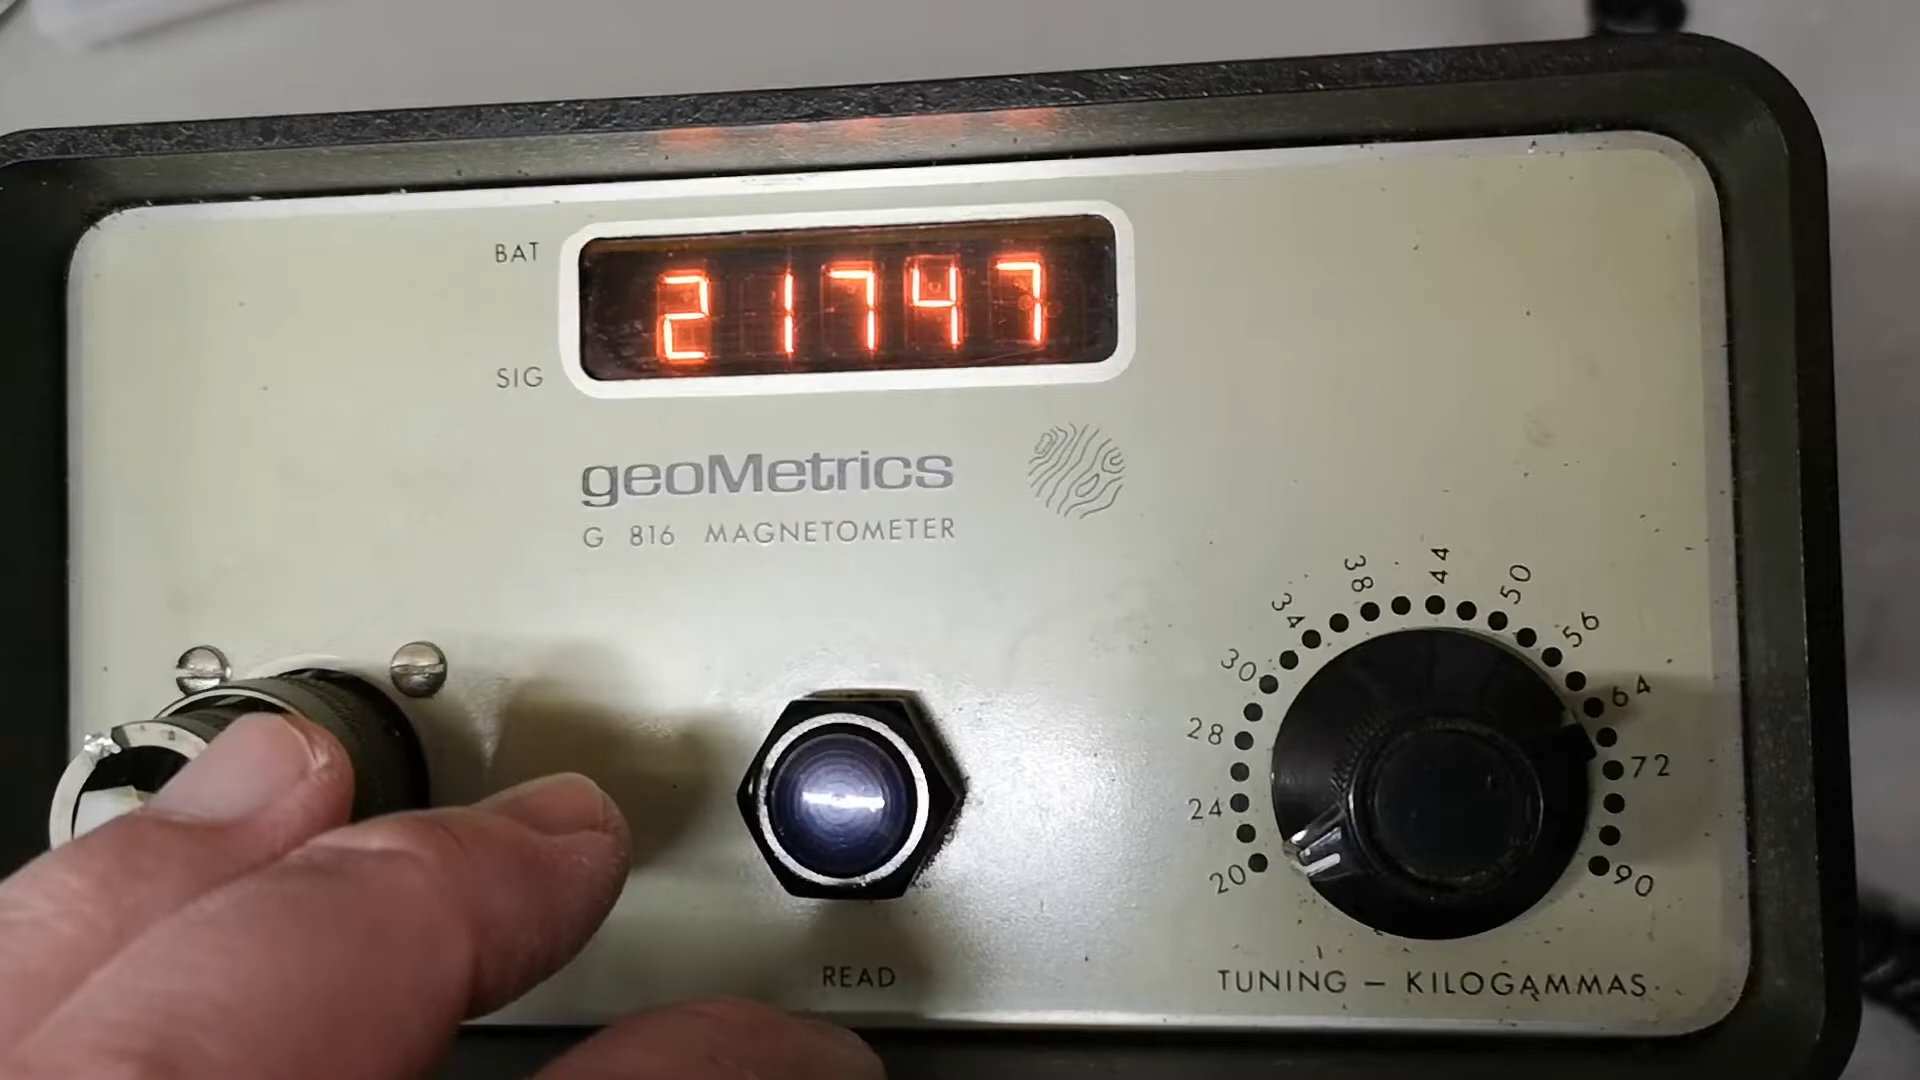 BAT
21747
SIG
geoMetrics
G 816 MAGNETOMETER
20
24
28
30
34
38
44
50
56
64
72
90
READ
TUNING – KILOGAMMAS